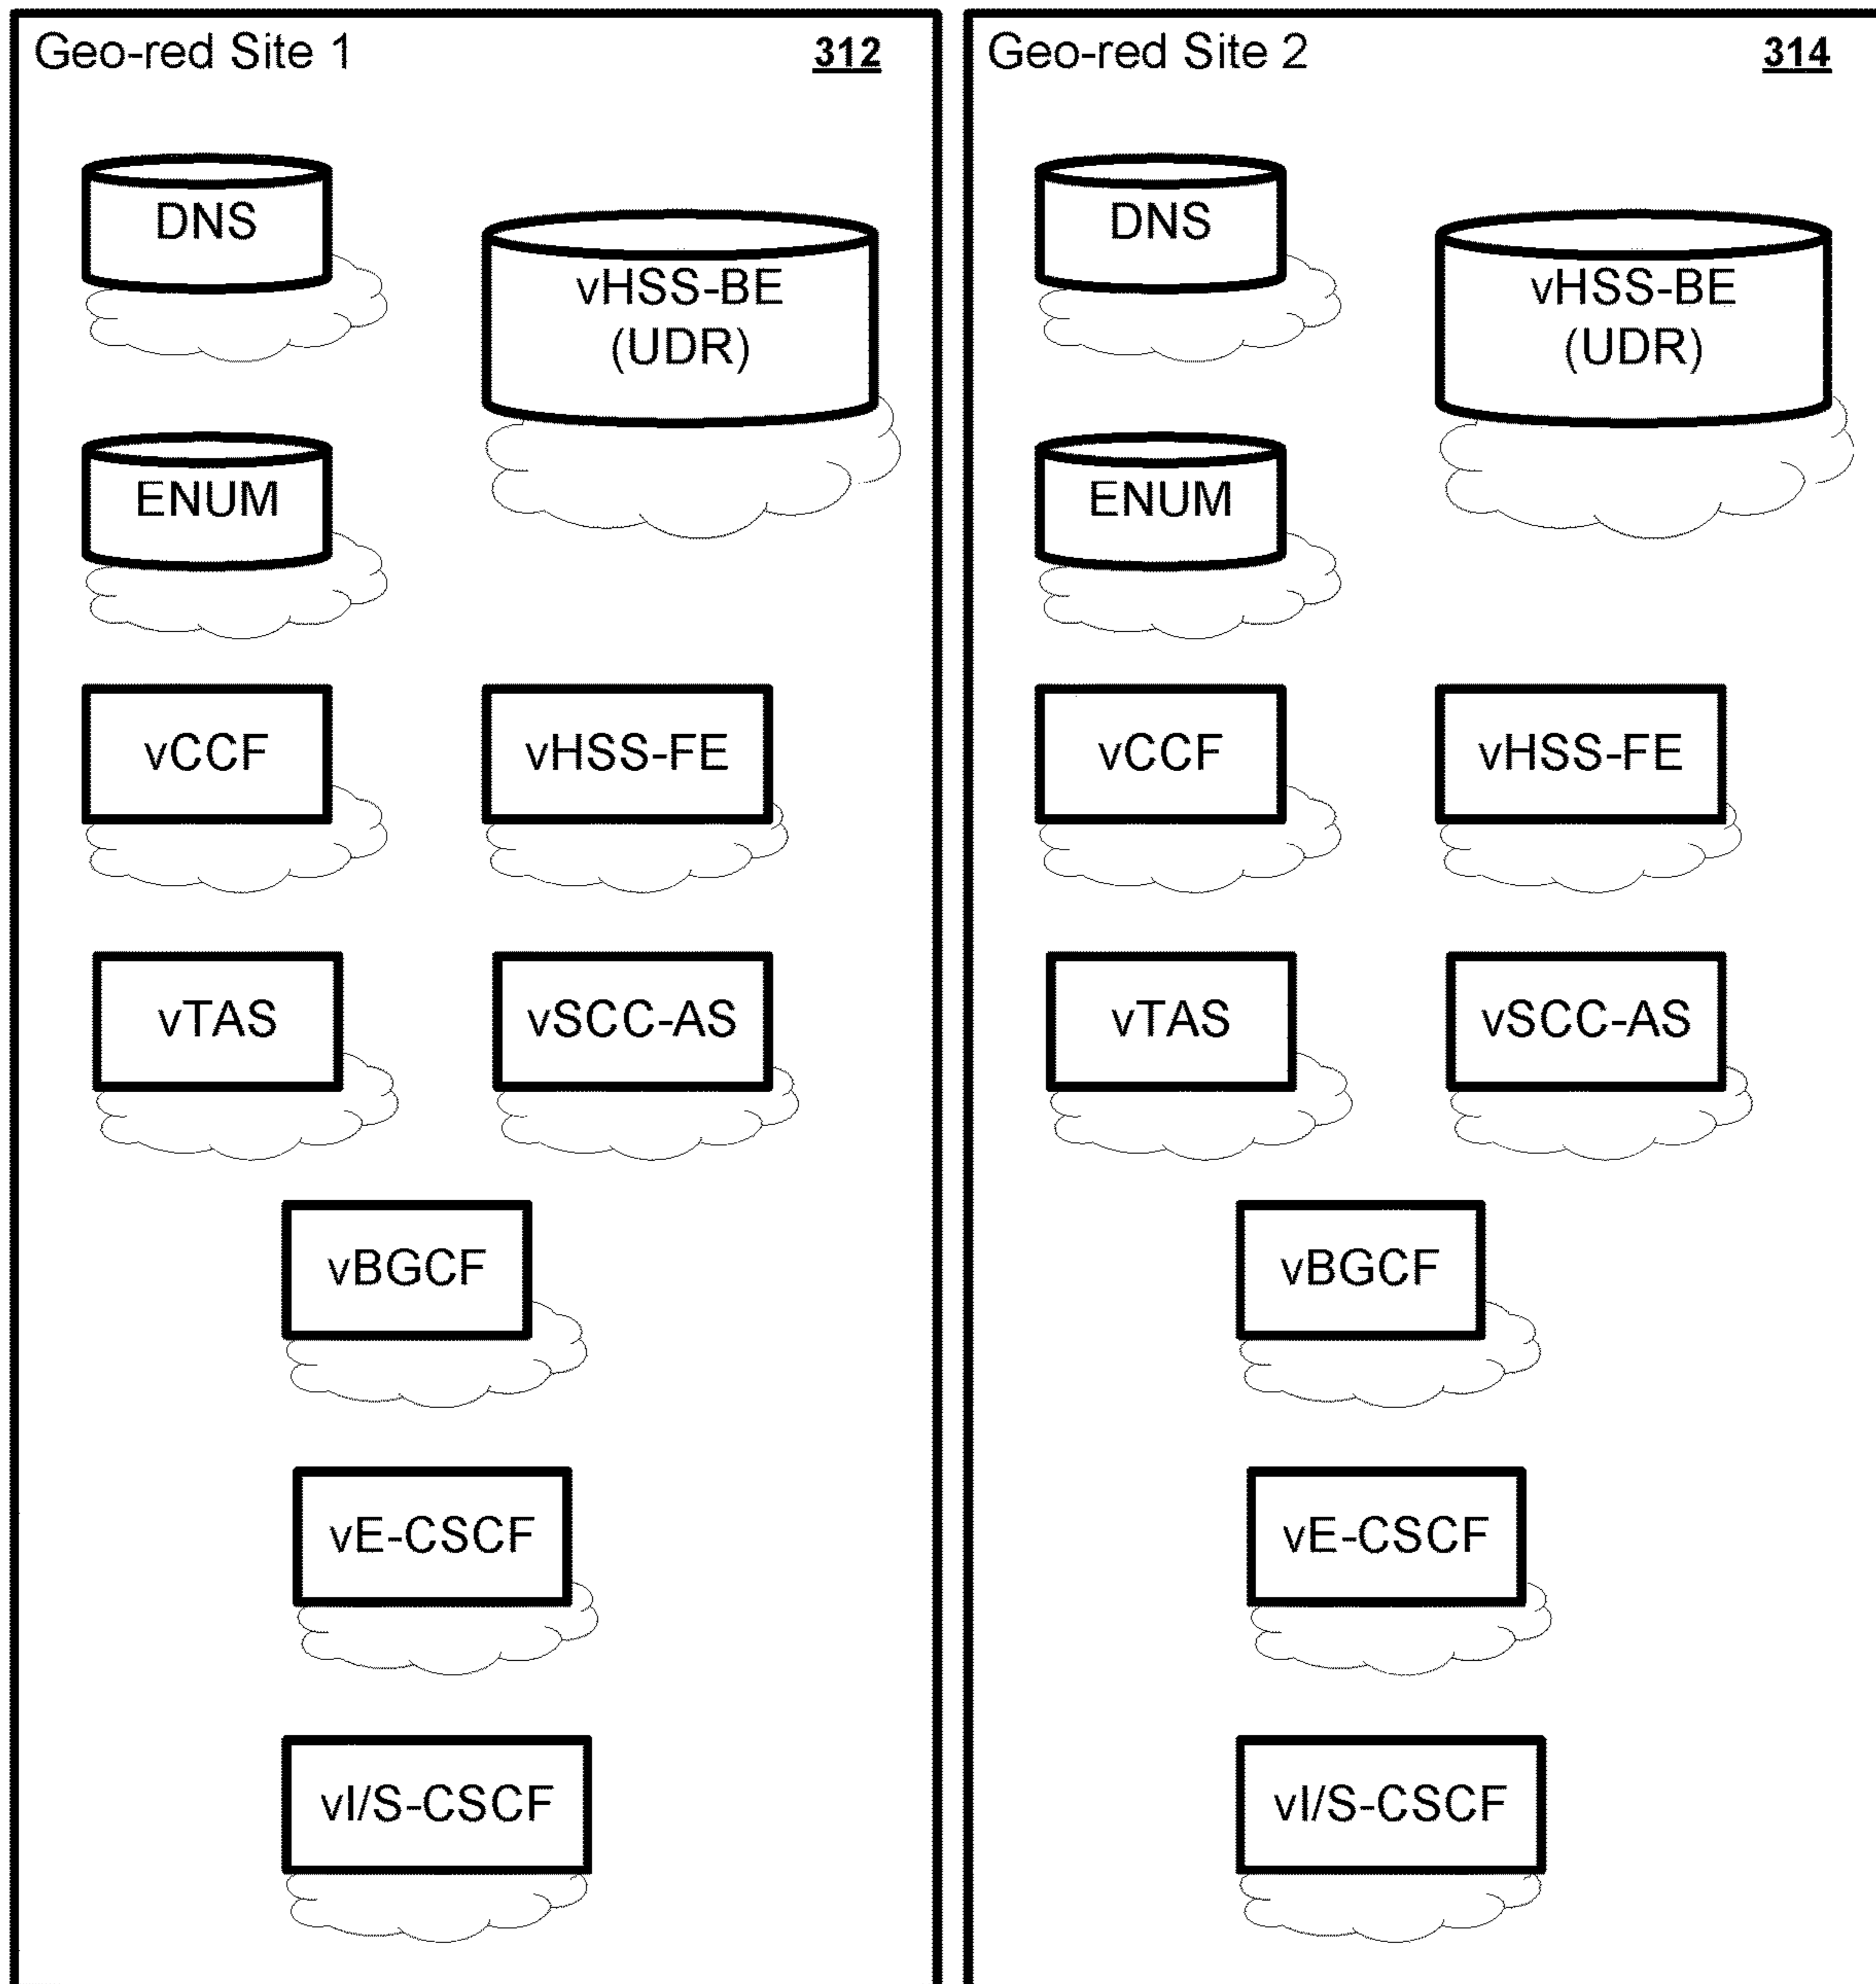 Geo-red Site 1
312
DNS
vHSS-BE
(UDR)
ENUM
vCCF
vHSS-FE
vTAS
vSCC-AS
vBGCF
vE-CSCF
vI/S-CSCF
Geo-red Site 2
314
DNS
vHSS-BE
(UDR)
ENUM
vCCF
vHSS-FE
vTAS
vSCC-AS
vBGCF
vE-CSCF
vI/S-CSCF